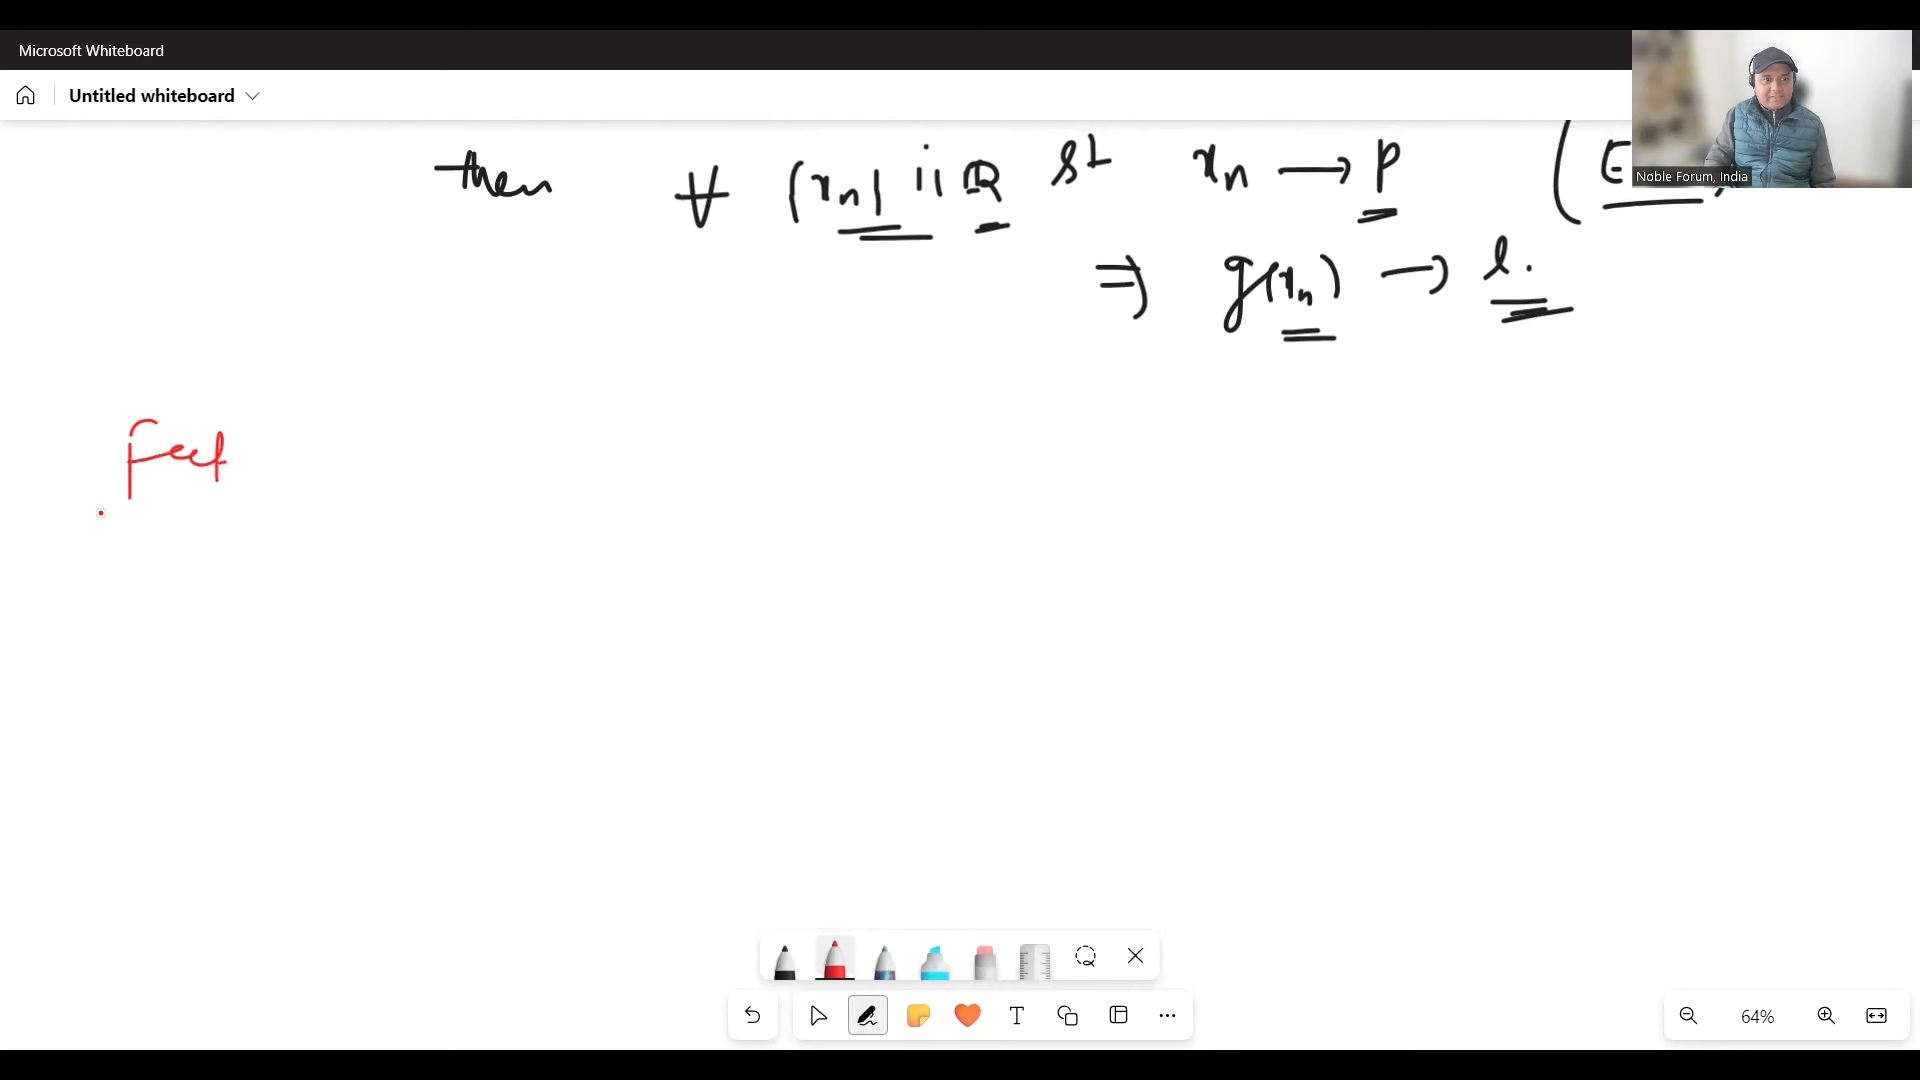 Microsoft Whiteboard
Untitled whiteboard
then ∀ {xn} in ℝ st xn → p (E
Noble Forum, India
⇒ g(xn) → l.
Fact
64%